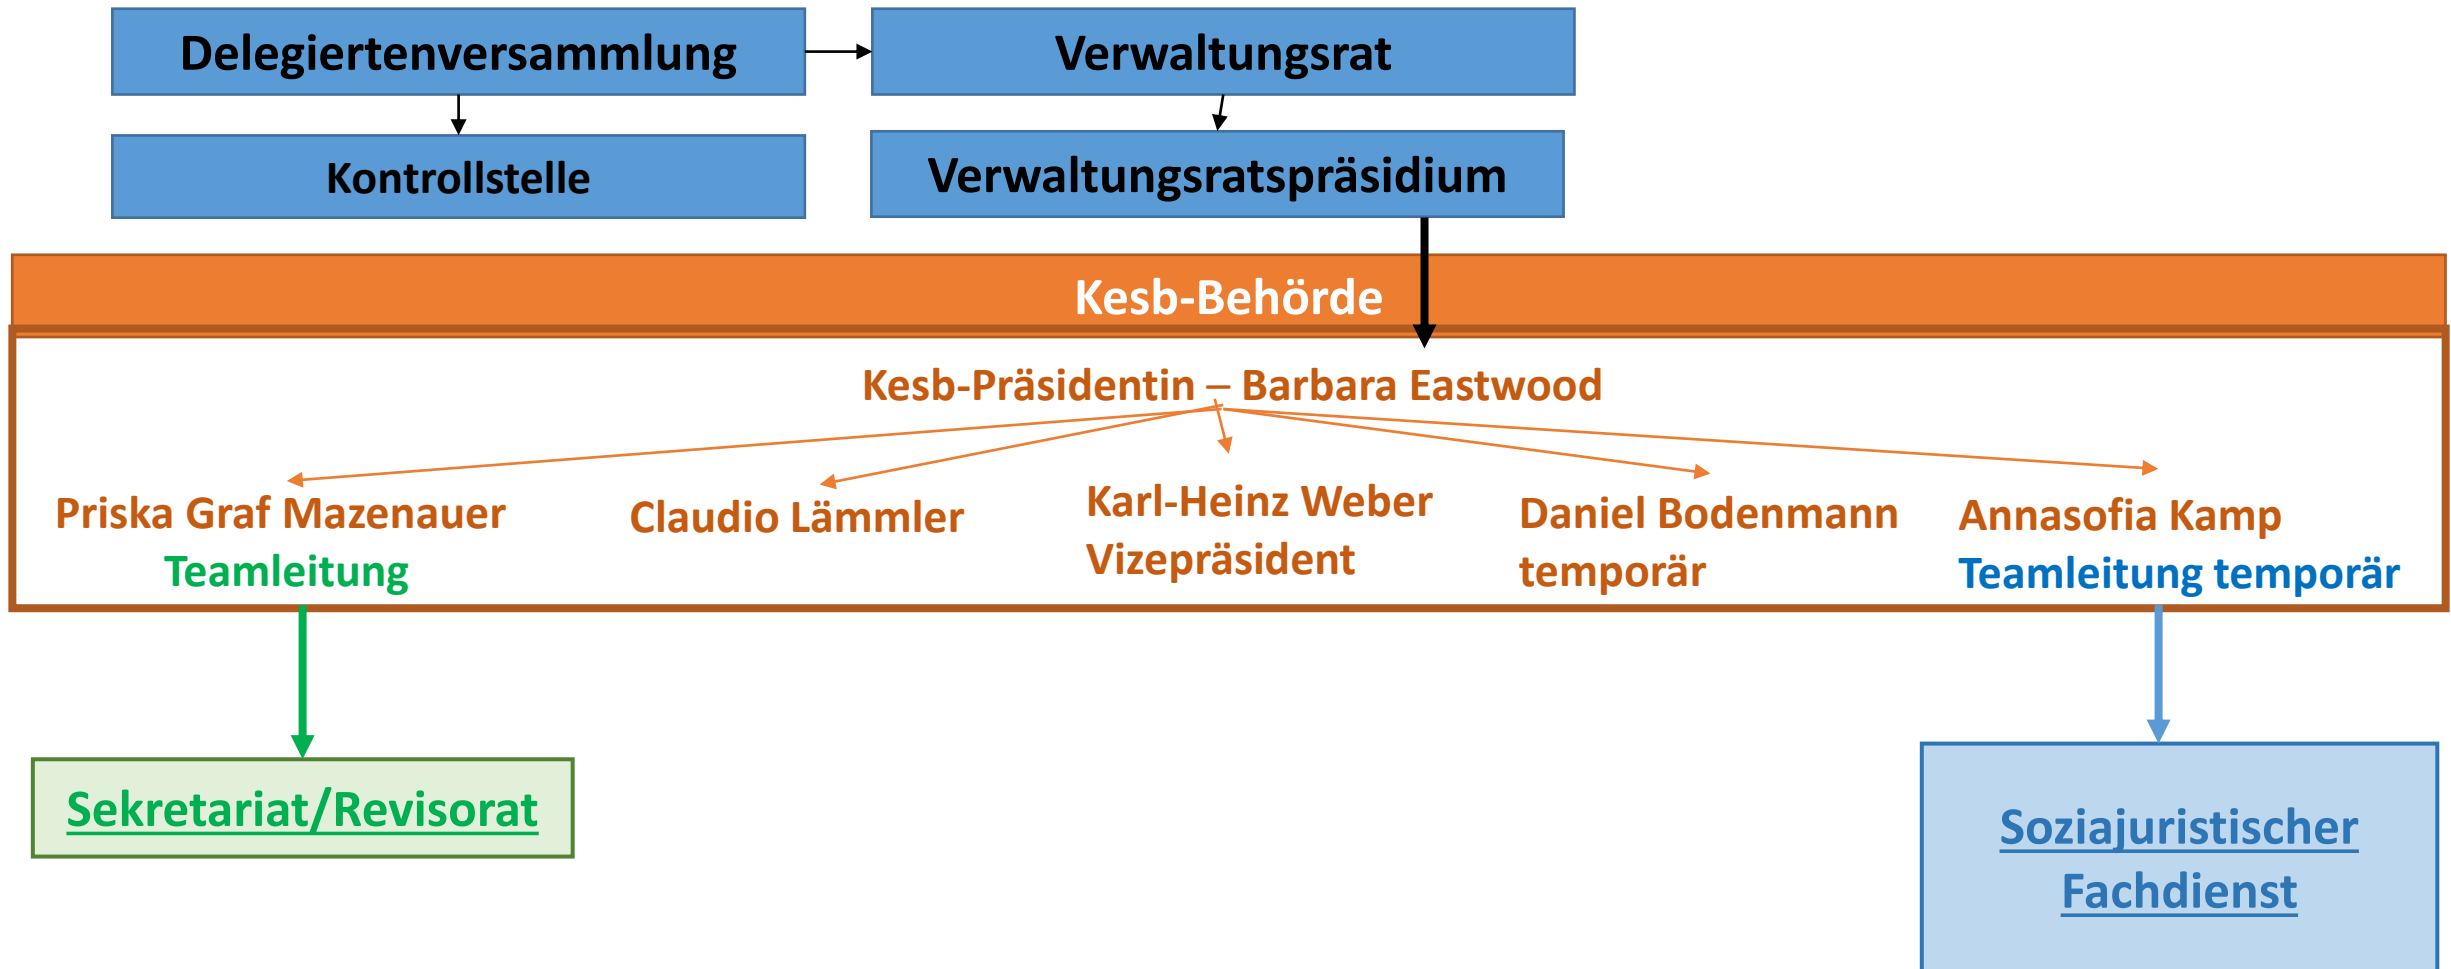 Delegiertenversammlung
Verwaltungsrat
Kontrollstelle
Verwaltungsratspräsidium
Kesb-Behörde
Kesb-Präsidentin – Barbara Eastwood
Priska Graf Mazenauer
Teamleitung
Claudio Lämmler
Karl-Heinz Weber
Vizepräsident
Daniel Bodenmann
temporär
Annasofia Kamp
Teamleitung temporär
Sekretariat/Revisorat
Soziajuristischer
Fachdienst